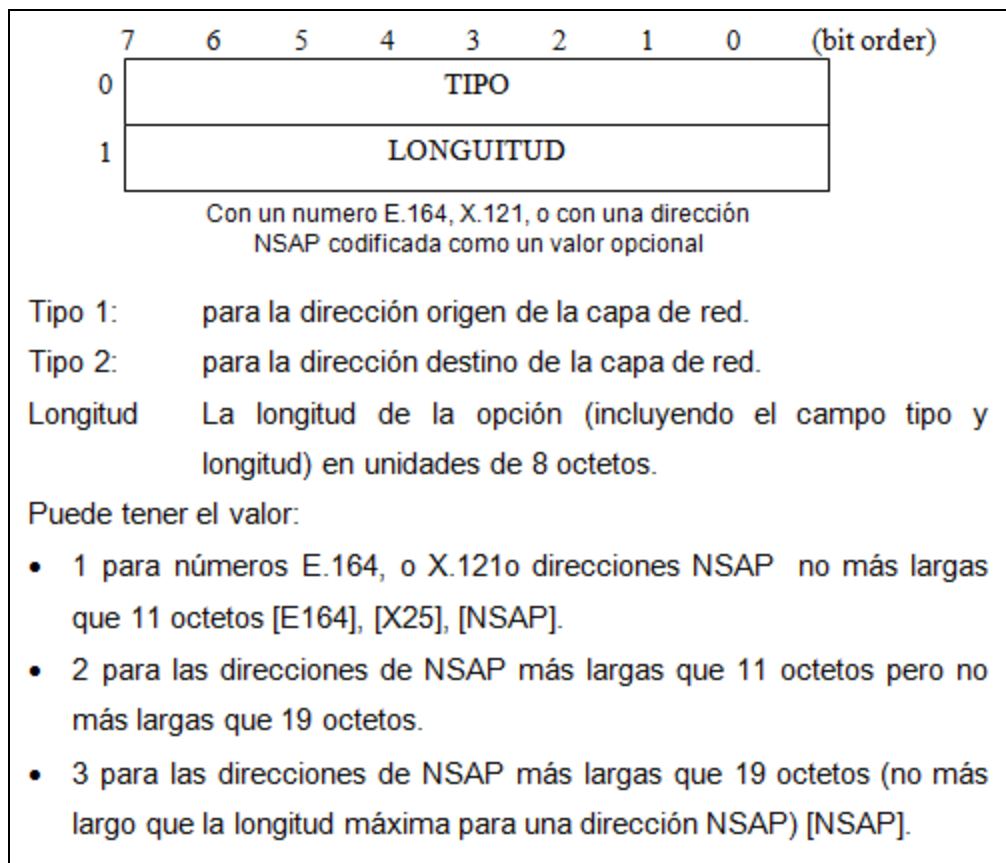 7 6 5 4 3 2 1 0 (bit order)
0 TIPO
1 LONGUITUD
Con un numero E.164, X.121, o con una dirección
NSAP codificada como un valor opcional
Tipo 1: para la dirección origen de la capa de red.
Tipo 2: para la dirección destino de la capa de red.
Longitud La longitud de la opción (incluyendo el campo tipo y
longitud) en unidades de 8 octetos.
Puede tener el valor:
• 1 para números E.164, o X.121o direcciones NSAP no más largas
que 11 octetos [E164], [X25], [NSAP].
• 2 para las direcciones de NSAP más largas que 11 octetos pero no
más largas que 19 octetos.
• 3 para las direcciones de NSAP más largas que 19 octetos (no más
largo que la longitud máxima para una dirección NSAP) [NSAP].